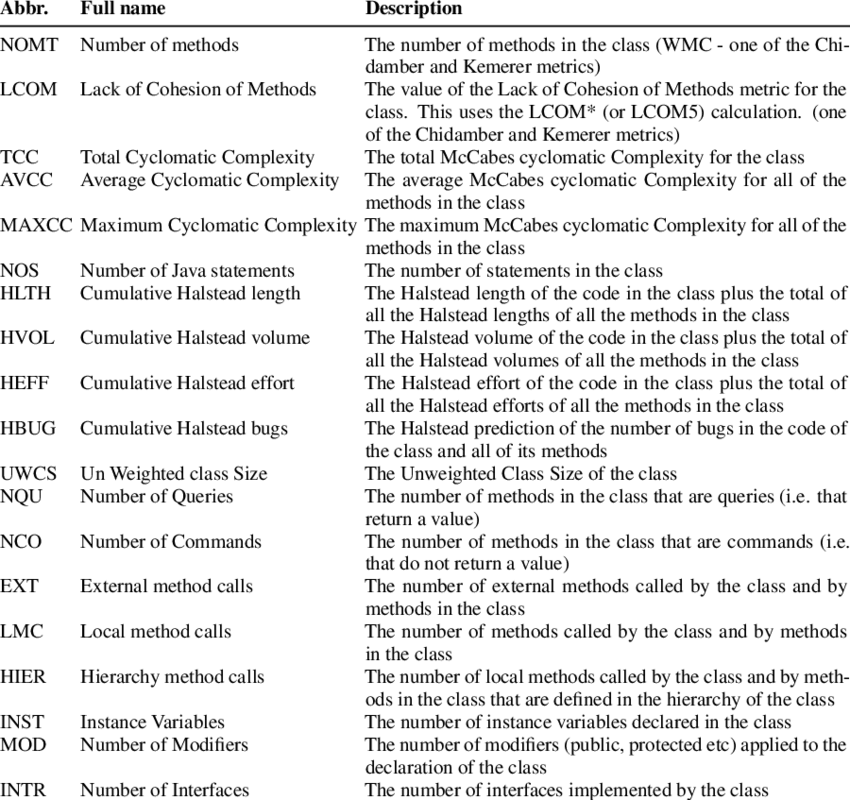 Abbr. Full name Description
NOMT Number of methods The number of methods in the class (WMC - one of the Chi-
damber and Kemerer metrics)
LCOM Lack of Cohesion of Methods The value of the Lack of Cohesion of Methods metric for the
class. This uses the LCOM* (or LCOM5) calculation. (one
of the Chidamber and Kemerer metrics)
TCC Total Cyclomatic Complexity The total McCabes cyclomatic Complexity for the class
AVCC Average Cyclomatic Complexity The average McCabes cyclomatic Complexity for all of the
methods in the class
MAXCC Maximum Cyclomatic Complexity The maximum McCabes cyclomatic Complexity for all of the
methods in the class
NOS Number of Java statements The number of statements in the class
HLTH Cumulative Halstead length The Halstead length of the code in the class plus the total of
all the Halstead lengths of all the methods in the class
HVOL Cumulative Halstead volume The Halstead volume of the code in the class plus the total of
all the Halstead volumes of all the methods in the class
HEFF Cumulative Halstead effort The Halstead effort of the code in the class plus the total of
all the Halstead efforts of all the methods in the class
HBUG Cumulative Halstead bugs The Halstead prediction of the number of bugs in the code of
the class and all of its methods
UWCS Un Weighted class Size The Unweighted Class Size of the class
NQU Number of Queries The number of methods in the class that are queries (i.e. that
return a value)
NCO Number of Commands The number of methods in the class that are commands (i.e.
that do not return a value)
EXT External method calls The number of external methods called by the class and by
methods in the class
LMC Local method calls The number of methods called by the class and by methods
in the class
HIER Hierarchy method calls The number of local methods called by the class and by meth-
ods in the class that are defined in the hierarchy of the class
INST Instance Variables The number of instance variables declared in the class
MOD Number of Modifiers The number of modifiers (public, protected etc) applied to the
declaration of the class
INTR Number of Interfaces The number of interfaces implemented by the class